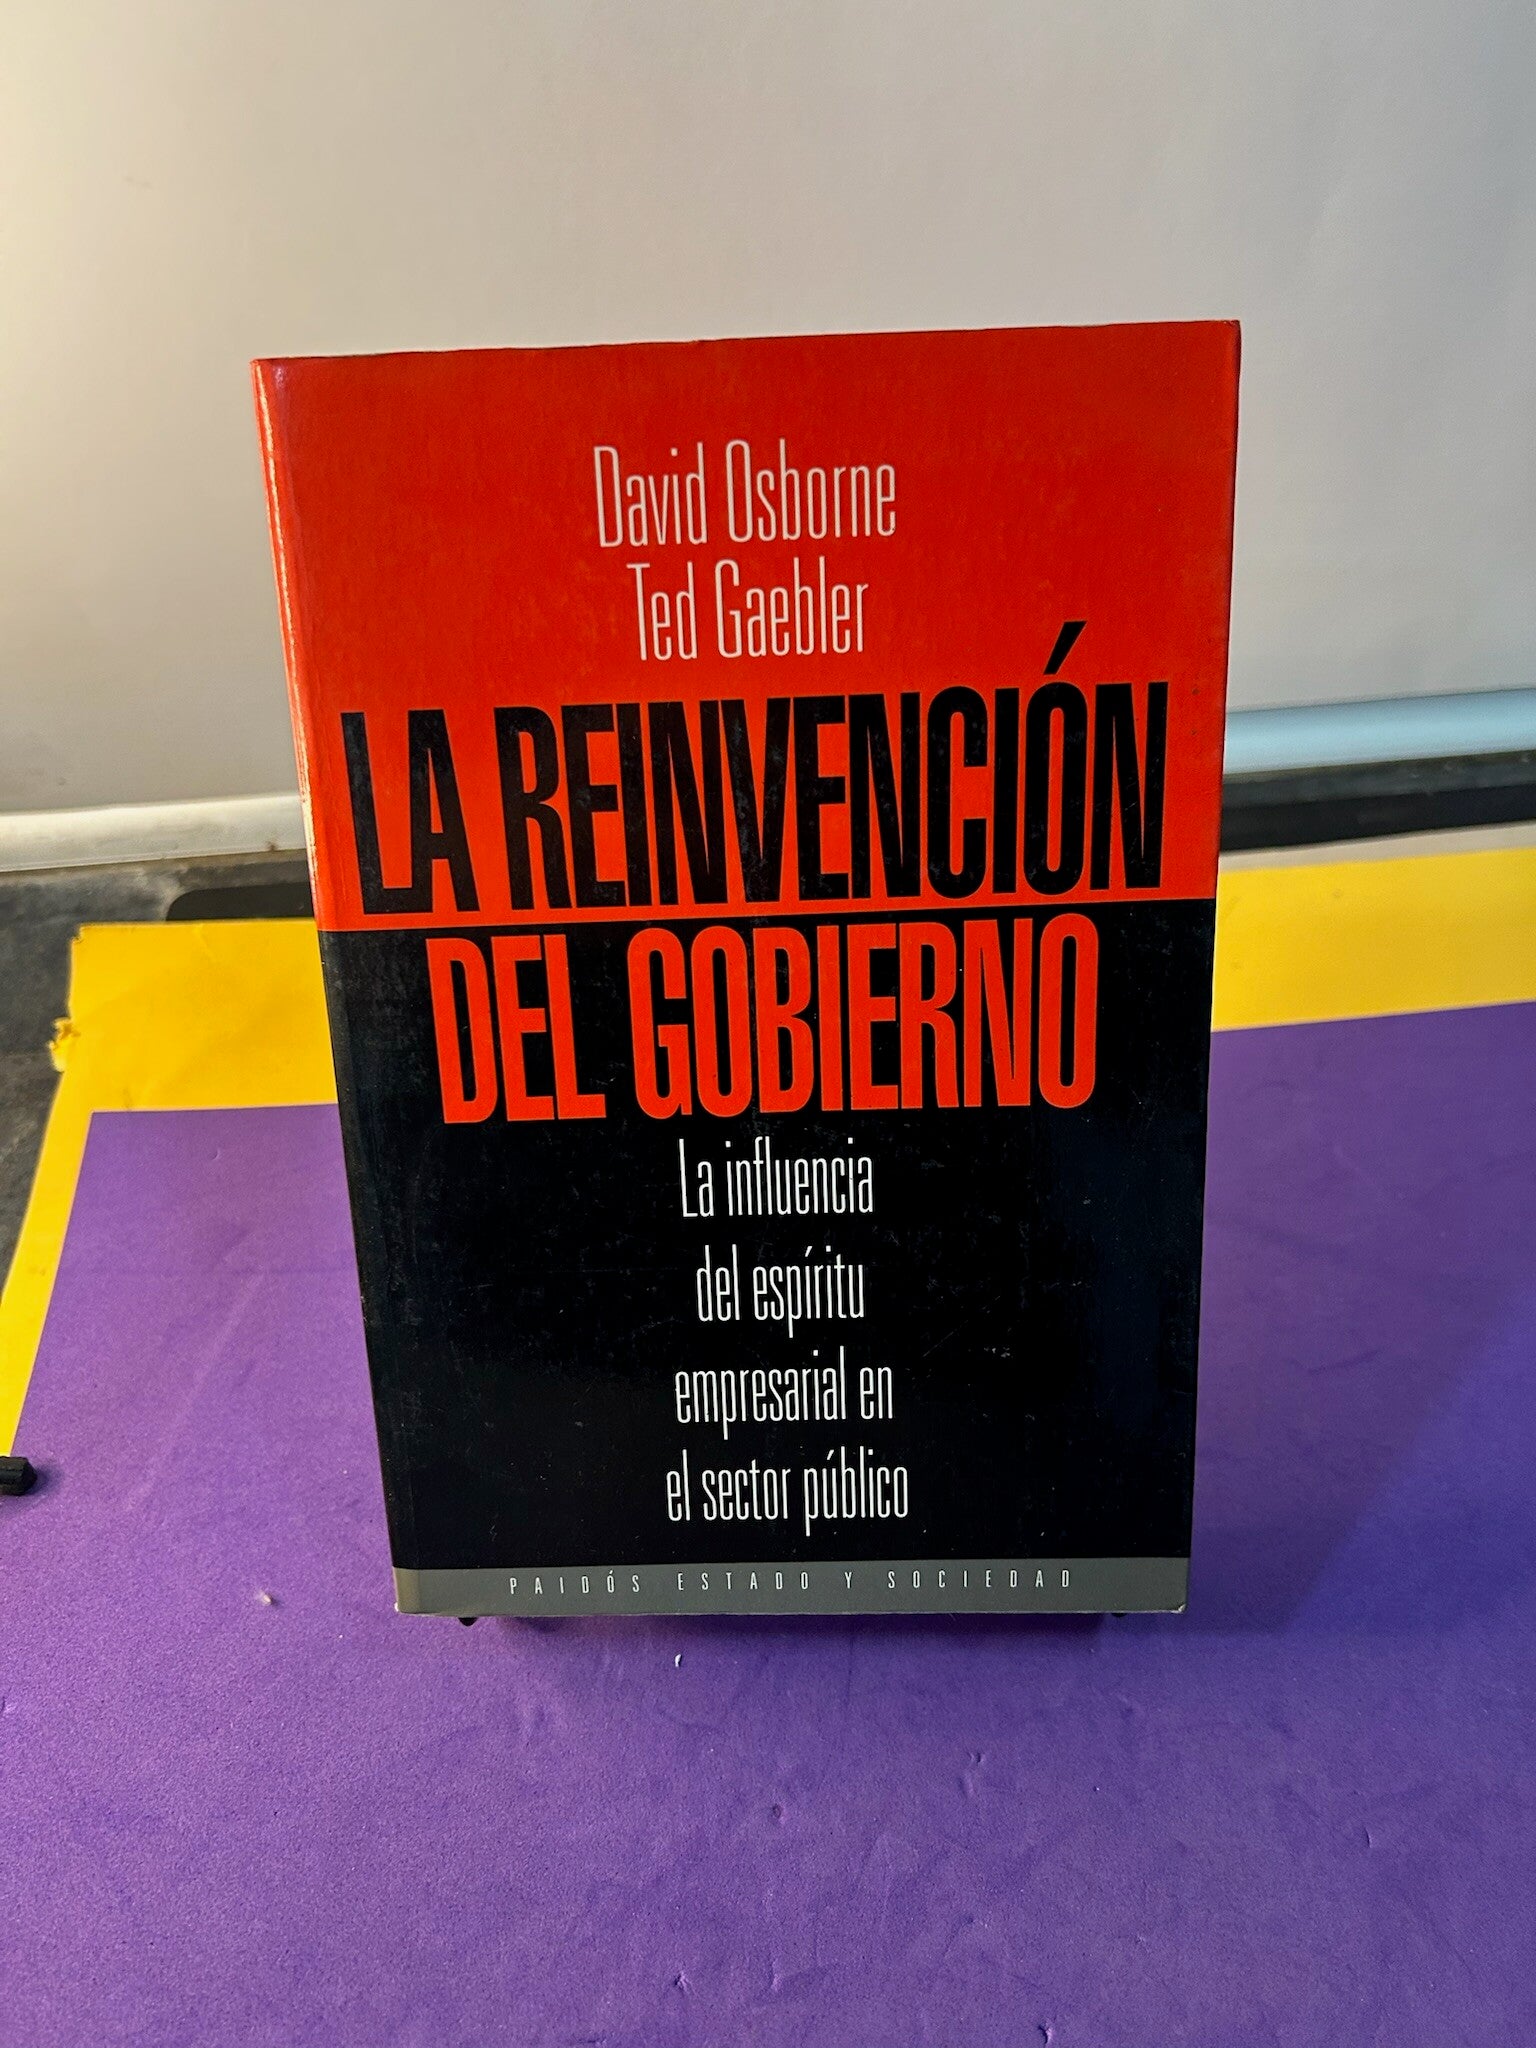 David Osborne
Ted Gaebler
LA REINVENCIÓN
DEL GOBIERNO
La influencia
del espíritu
empresarial en
el sector público
PAIDÓS ESTADO Y SOCIEDAD